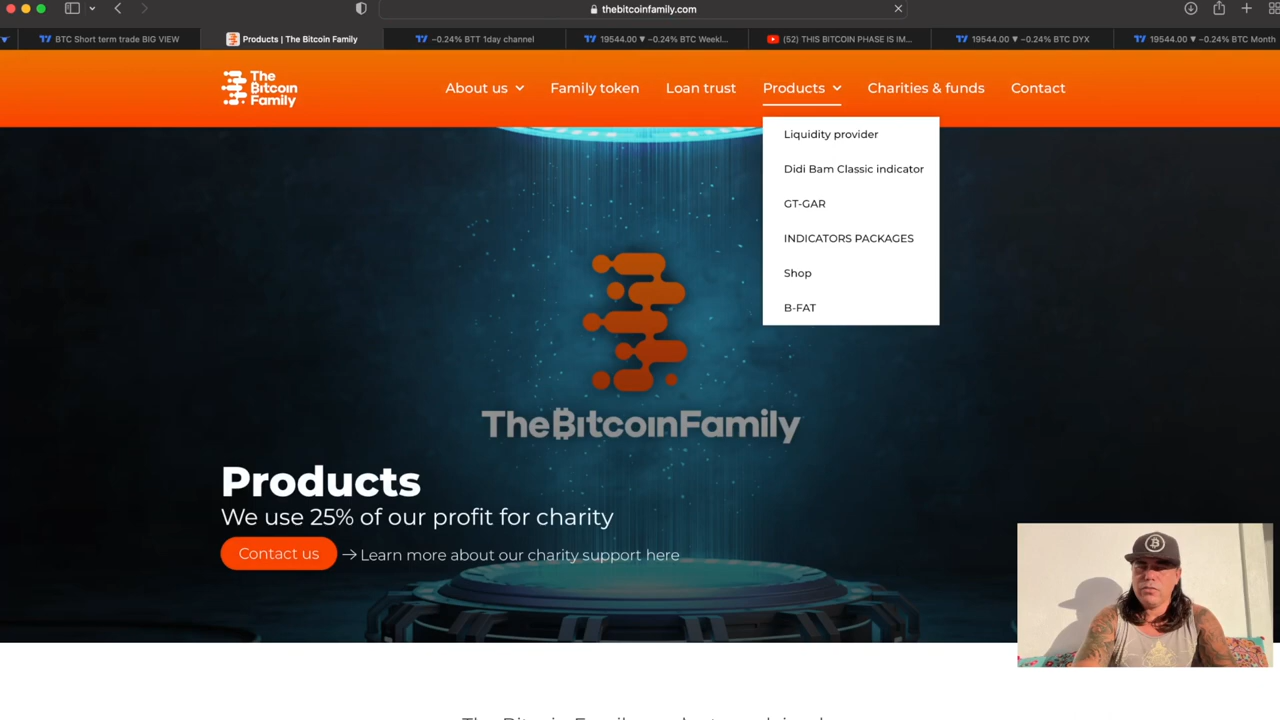 thebitcoinfamily.com
BTC Short term trade BIG VIEW
Products | The Bitcoin Family
−0.24% BTT 1day channel
19544.00 ▼ −0.24% BTC Weekl...
(52) THIS BITCOIN PHASE IS IM...
19544.00 ▼ −0.24% BTC DYX
19544.00 ▼ −0.24% BTC Month
The
Bitcoin
Family
About us
Family token
Loan trust
Products
Charities & funds
Contact
Liquidity provider
Didi Bam Classic indicator
GT-GAR
INDICATORS PACKAGES
Shop
B-FAT
TheBitcoinFamily
Products
We use 25% of our profit for charity
Contact us
Learn more about our charity support here